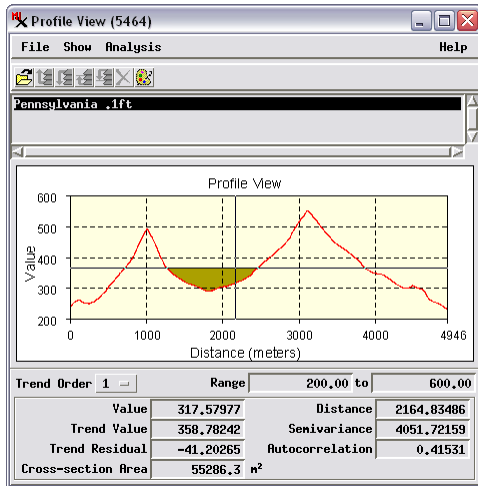 Profile View (5464)
File Show Analysis Help
Pennsylvania .1ft
Profile View
600
500
400
300
200
Value
0 1000 2000 3000 4000 4946
Distance (meters)
Trend Order 1 Range 200.00 to 600.00
Value 317.57977 Distance 2164.83486
Trend Value 358.78242 Semivariance 4051.72159
Trend Residual -41.20265 Autocorrelation 0.41531
Cross-section Area 55286.3 m²